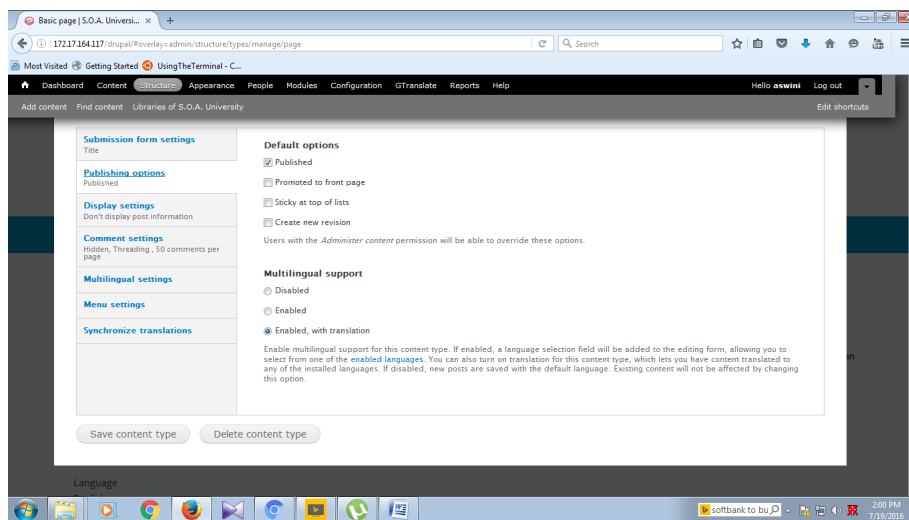 Basic page | S.O.A. Universi... × +
172.17.164.117/drupal/#overlay=admin/structure/types/manage/page
Search
Most Visited Getting Started UsingTheTerminal - C...
Dashboard Content Structure Appearance People Modules Configuration GTranslate Reports Help Hello aswini Log out
Add content Find content Libraries of S.O.A. University Edit shortcuts
Submission form settings
Title
Publishing options
Published
Display settings
Don't display post information
Comment settings
Hidden, Threading , 50 comments per
page
Multilingual settings
Menu settings
Synchronize translations
Default options
Published
Promoted to front page
Sticky at top of lists
Create new revision
Users with the Administer content permission will be able to override these options.
Multilingual support
Disabled
Enabled
Enabled, with translation
Enable multilingual support for this content type. If enabled, a language selection field will be added to the editing form, allowing you to
select from one of the enabled languages. You can also turn on translation for this content type, which lets you have content translated to
any of the installed languages. If disabled, new posts are saved with the default language. Existing content will not be affected by changing
this option.
Save content type Delete content type
Language
softbank to bu
2:00 PM
7/19/2016